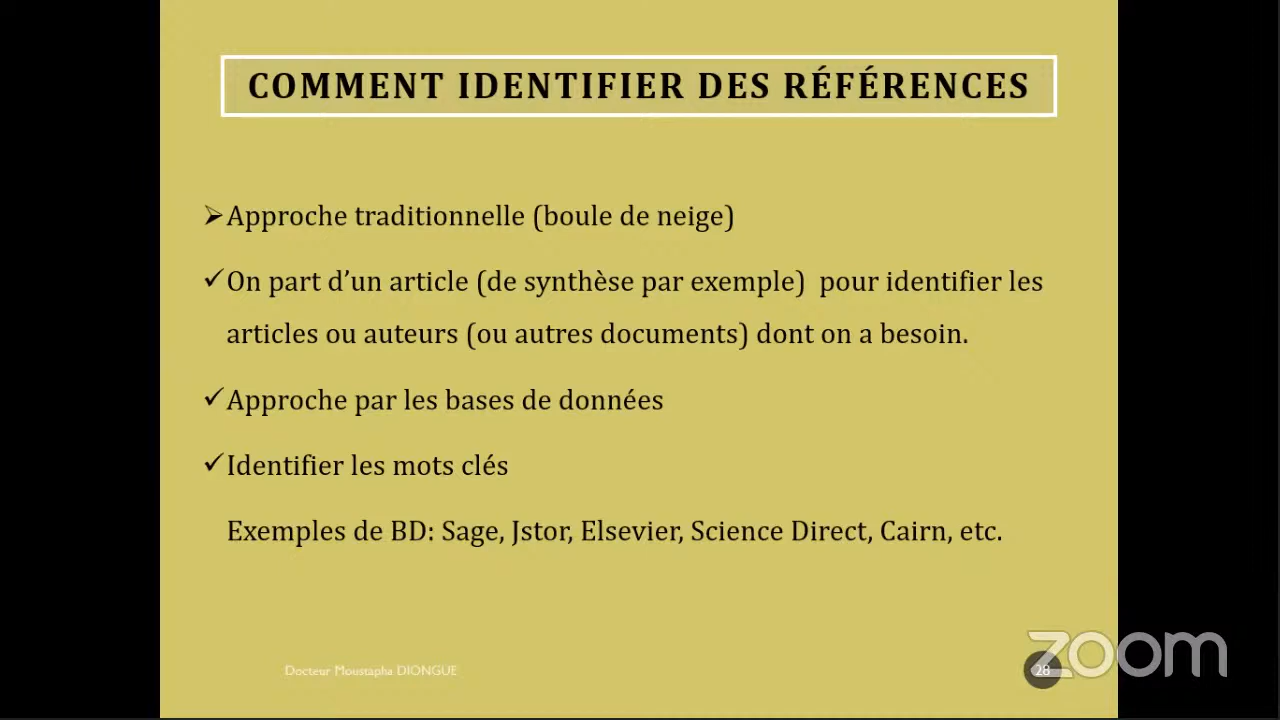 COMMENT IDENTIFIER DES RÉFÉRENCES
➢Approche traditionnelle (boule de neige)
✓On part d’un article (de synthèse par exemple)  pour identifier les
articles ou auteurs (ou autres documents) dont on a besoin.
✓Approche par les bases de données
✓Identifier les mots clés
Exemples de BD: Sage, Jstor, Elsevier, Science Direct, Cairn, etc.
Docteur Moustapha DIONGUE
28
zoom